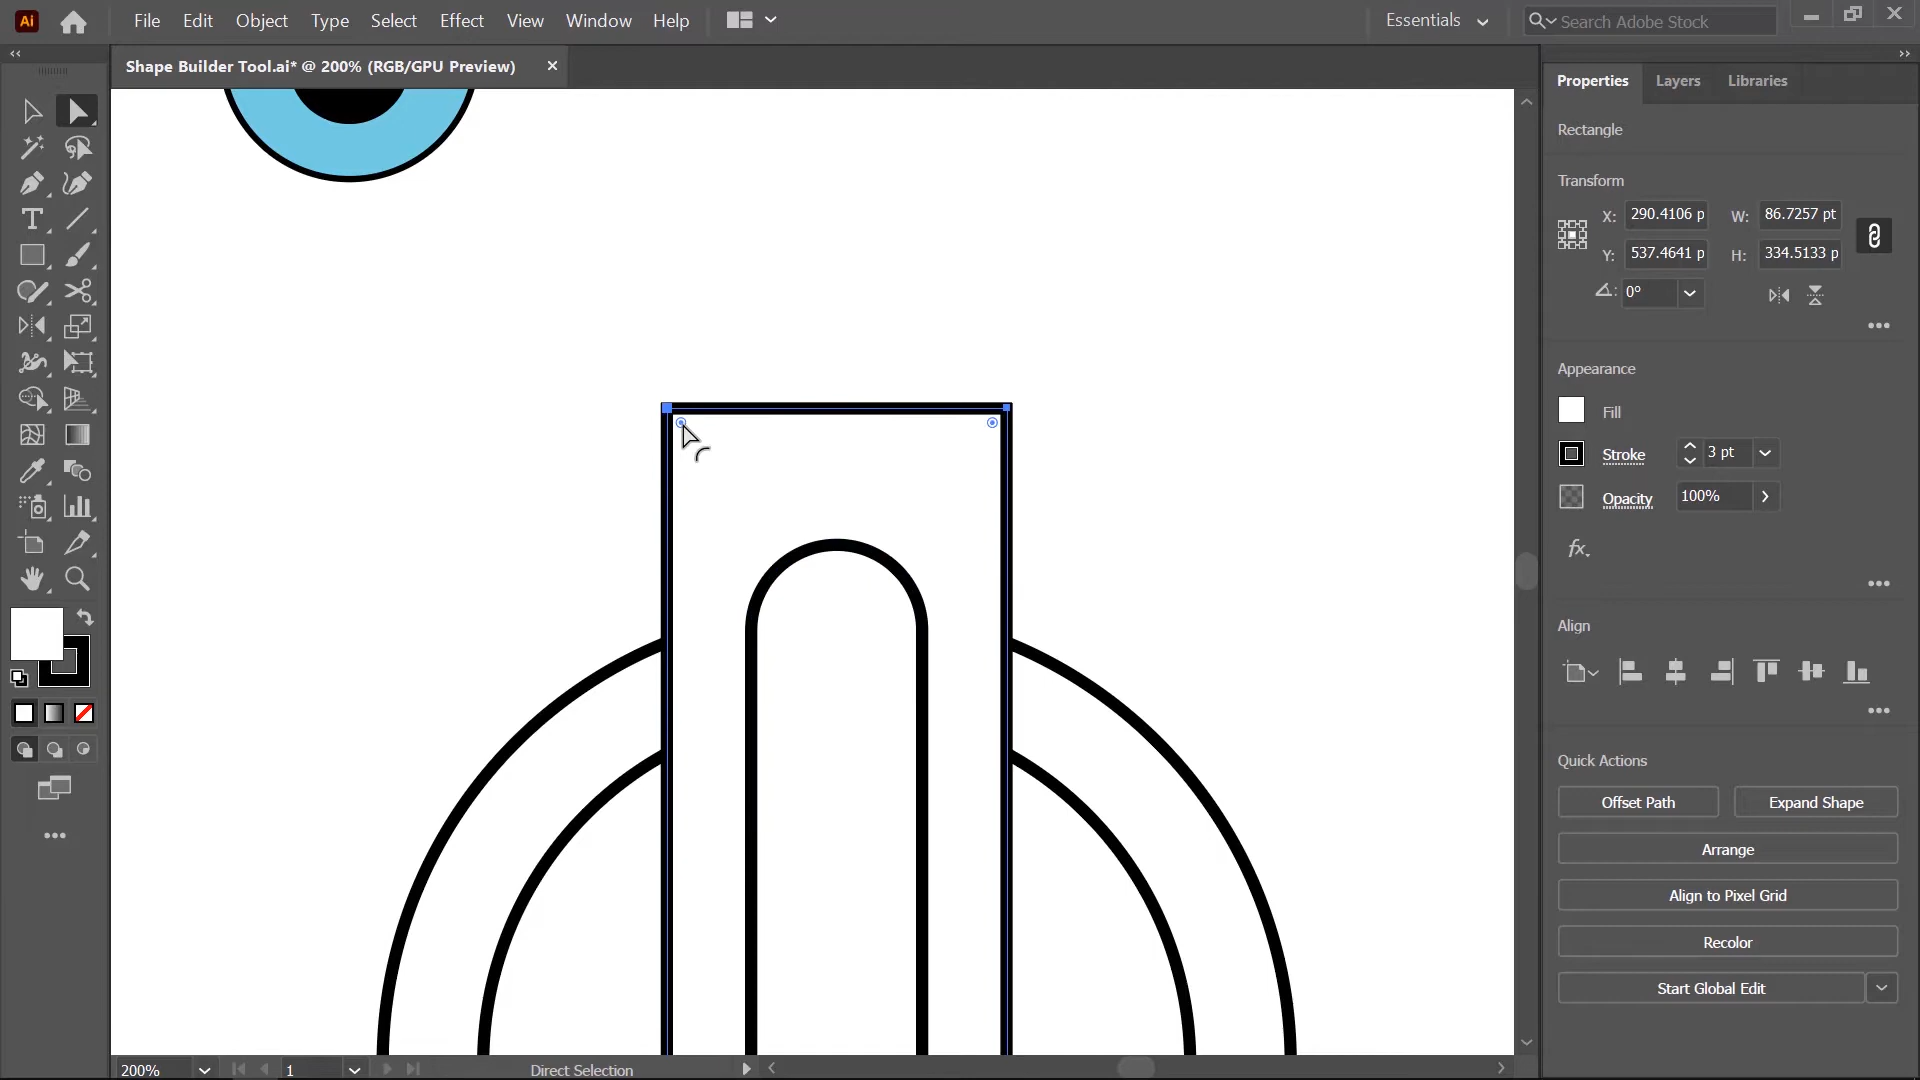 Ai File Edit Object Type Select Effect View Window Help Essentials Search Adobe Stock
Shape Builder Tool.ai* @ 200% (RGB/GPU Preview)
Properties Layers Libraries
Rectangle
Transform
X: 290.4106 p W: 86.7257 pt
Y: 537.4641 p H: 334.5133 p
0°
Appearance
Fill
Stroke 3 pt
Opacity 100%
fx.
Align
Quick Actions
Offset Path Expand Shape
Arrange
Align to Pixel Grid
Recolor
Start Global Edit
200% 1 Direct Selection